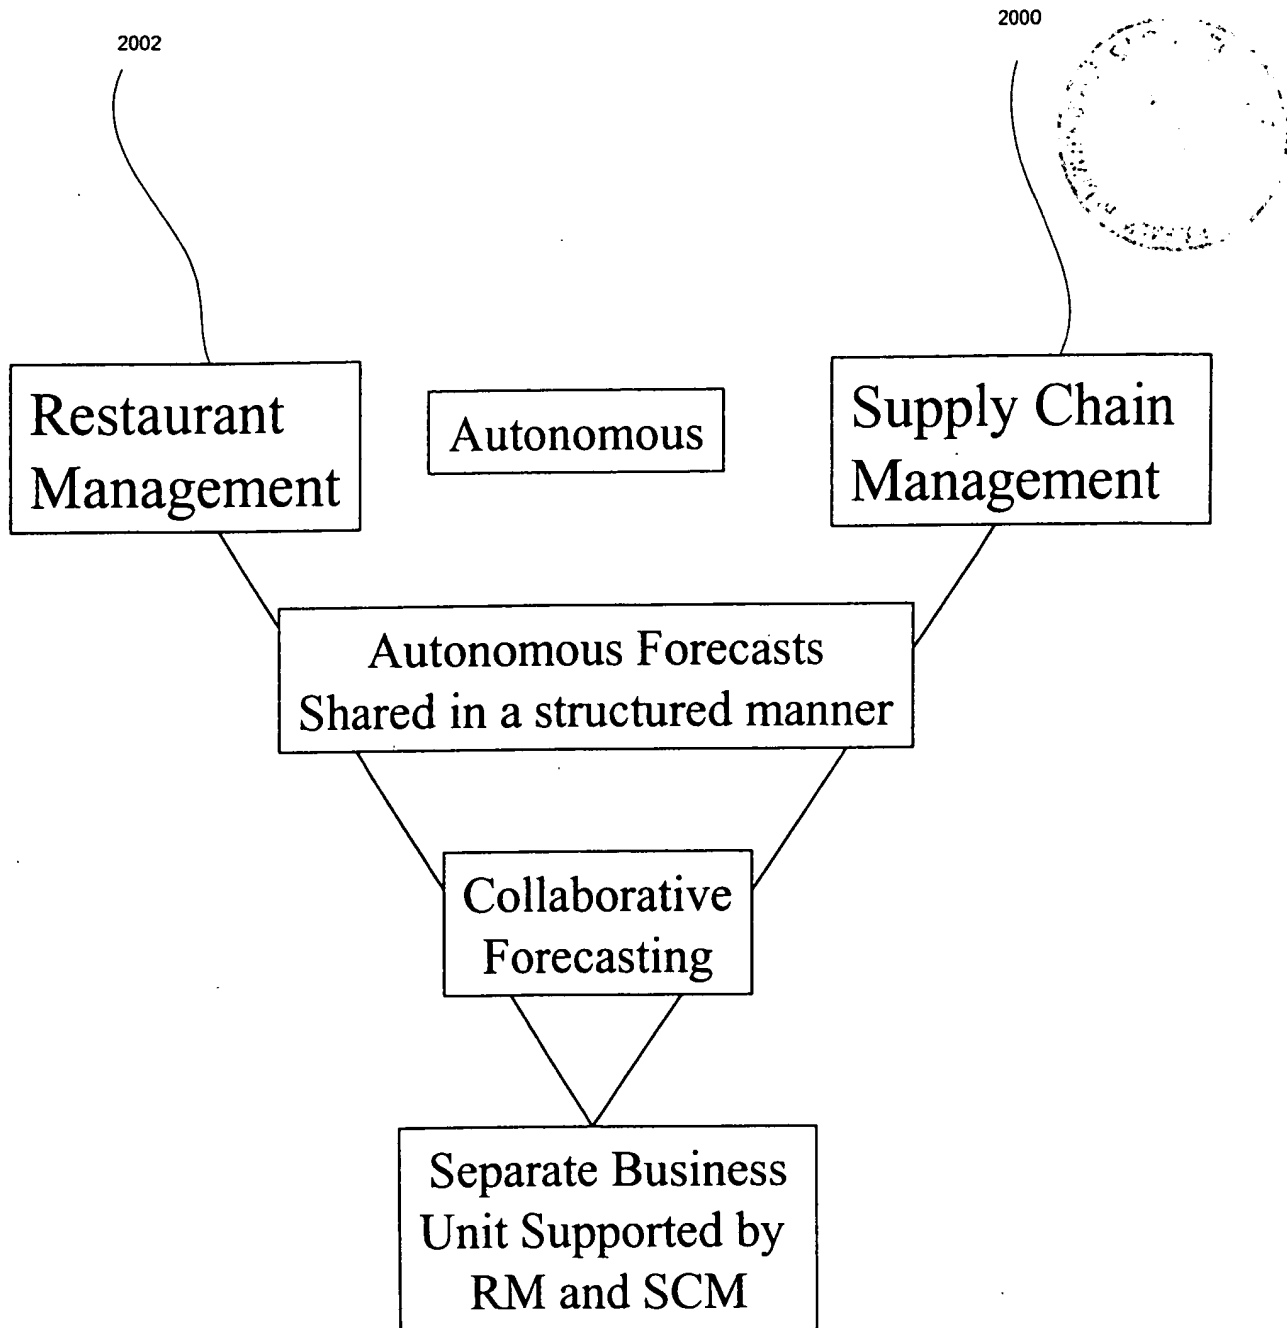 2002
2000
Restaurant
Management
Autonomous
Supply Chain
Management
Autonomous Forecasts
Shared in a structured manner
Collaborative
Forecasting
Separate Business
Unit Supported by
RM and SCM